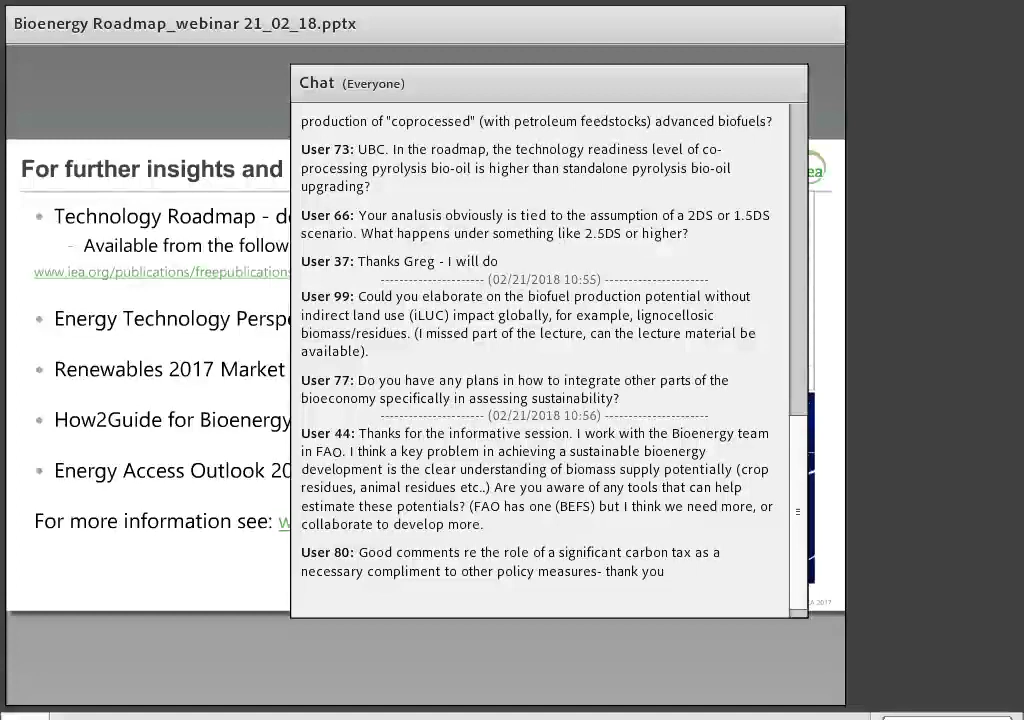 Bioenergy Roadmap_webinar 21_02_18.pptx
For further insights and
Technology Roadmap - de
Available from the follow
www.iea.org/publications/freepublications
Energy Technology Perspe
Renewables 2017 Market
How2Guide for Bioenergy
Energy Access Outlook 20
For more information see: w
Chat (Everyone)
production of "coprocessed" (with petroleum feedstocks) advanced biofuels?
User 73: UBC. In the roadmap, the technology readiness level of co-
processing pyrolysis bio-oil is higher than standalone pyrolysis bio-oil
upgrading?
User 66: Your analusis obviously is tied to the assumption of a 2DS or 1.5DS
scenario. What happens under something like 2.5DS or higher?
User 37: Thanks Greg - I will do
---------------------- (02/21/2018 10:55) ----------------------
User 99: Could you elaborate on the biofuel production potential without
indirect land use (iLUC) impact globally, for example, lignocellosic
biomass/residues. (I missed part of the lecture, can the lecture material be
available).
User 77: Do you have any plans in how to integrate other parts of the
bioeconomy specifically in assessing sustainability?
---------------------- (02/21/2018 10:56) ----------------------
User 44: Thanks for the informative session. I work with the Bioenergy team
in FAO. I think a key problem in achieving a sustainable bioenergy
development is the clear understanding of biomass supply potentially (crop
residues, animal residues etc..) Are you aware of any tools that can help
estimate these potentials? (FAO has one (BEFS) but I think we need more, or
collaborate to develop more.
User 80: Good comments re the role of a significant carbon tax as a
necessary compliment to other policy measures- thank you
ea
2017